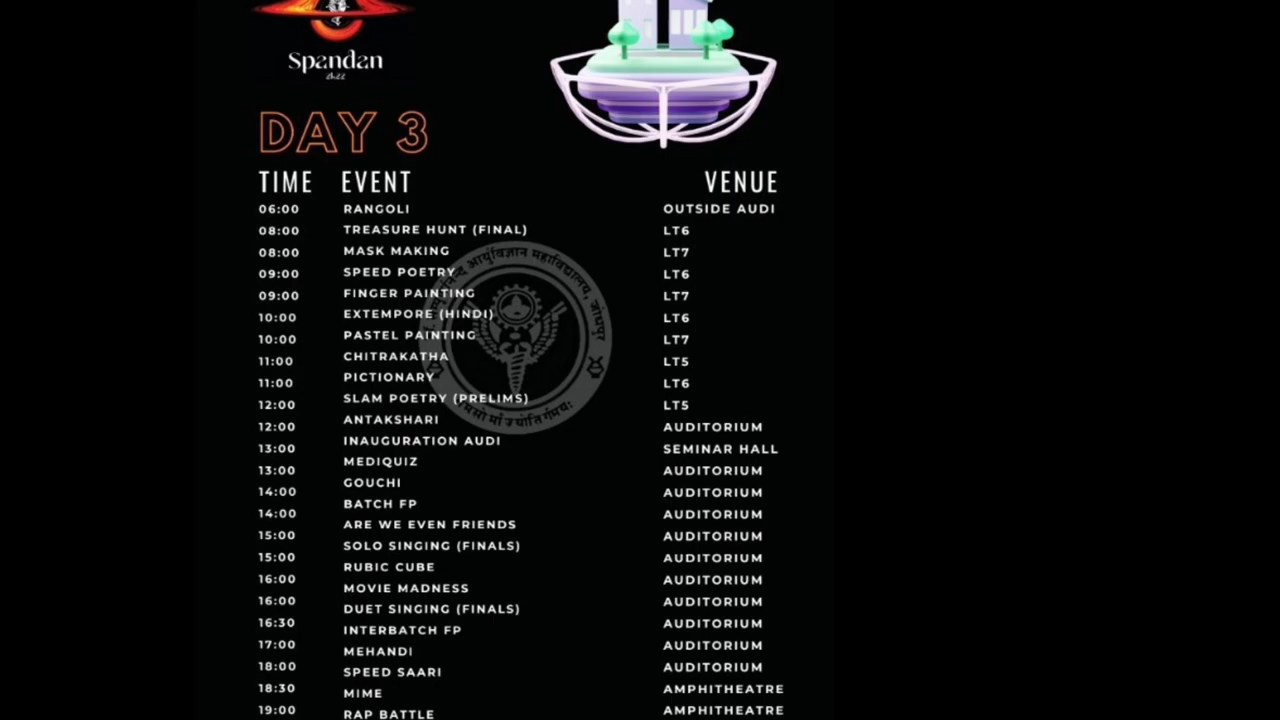 Spandan
2k22
DAY 3
TIME EVENT VENUE
06:00 RANGOLI OUTSIDE AUDI
08:00 TREASURE HUNT (FINAL) LT6
08:00 MASK MAKING LT7
09:00 SPEED POETRY LT6
09:00 FINGER PAINTING LT7
10:00 EXTEMPORE (HINDI) LT6
10:00 PASTEL PAINTING LT7
11:00 CHITRAKATHA LT5
11:00 PICTIONARY LT6
12:00 SLAM POETRY (PRELIMS) LT5
12:00 ANTAKSHARI AUDITORIUM
13:00 INAUGURATION AUDI SEMINAR HALL
13:00 MEDIQUIZ AUDITORIUM
14:00 GOUCHI AUDITORIUM
14:00 BATCH FP AUDITORIUM
15:00 ARE WE EVEN FRIENDS AUDITORIUM
15:00 SOLO SINGING (FINALS) AUDITORIUM
16:00 RUBIC CUBE AUDITORIUM
16:00 MOVIE MADNESS AUDITORIUM
16:30 DUET SINGING (FINALS) AUDITORIUM
17:00 INTERBATCH FP AUDITORIUM
18:00 MEHANDI AUDITORIUM
18:30 SPEED SAARI AMPHITHEATRE
19:00 MIME AMPHITHEATRE
RAP BATTLE
आयुर्विज्ञान महाविद्यालय, जोधपुर